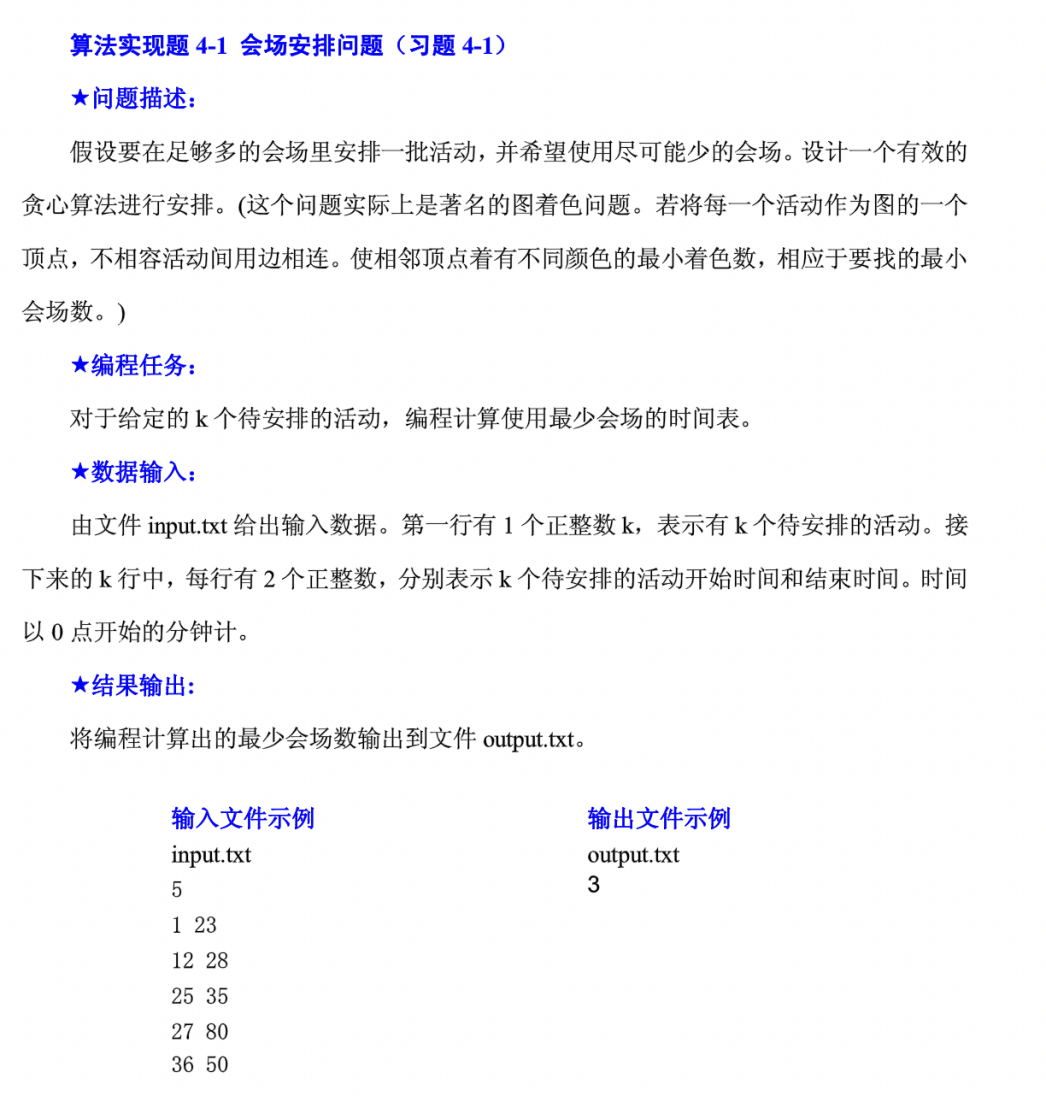 算法实现题 4-1 会场安排问题（习题 4-1）
★问题描述：
假设要在足够多的会场里安排一批活动，并希望使用尽可能少的会场。设计一个有效的
贪心算法进行安排。(这个问题实际上是著名的图着色问题。若将每一个活动作为图的一个
顶点，不相容活动间用边相连。使相邻顶点着有不同颜色的最小着色数，相应于要找的最小
会场数。)
★编程任务：
对于给定的 k 个待安排的活动，编程计算使用最少会场的时间表。
★数据输入：
由文件 input.txt 给出输入数据。第一行有 1 个正整数 k，表示有 k 个待安排的活动。接
下来的 k 行中，每行有 2 个正整数，分别表示 k 个待安排的活动开始时间和结束时间。时间
以 0 点开始的分钟计。
★结果输出:
将编程计算出的最少会场数输出到文件 output.txt。
输入文件示例 输出文件示例
input.txt output.txt
5 3
1 23
12 28
25 35
27 80
36 50